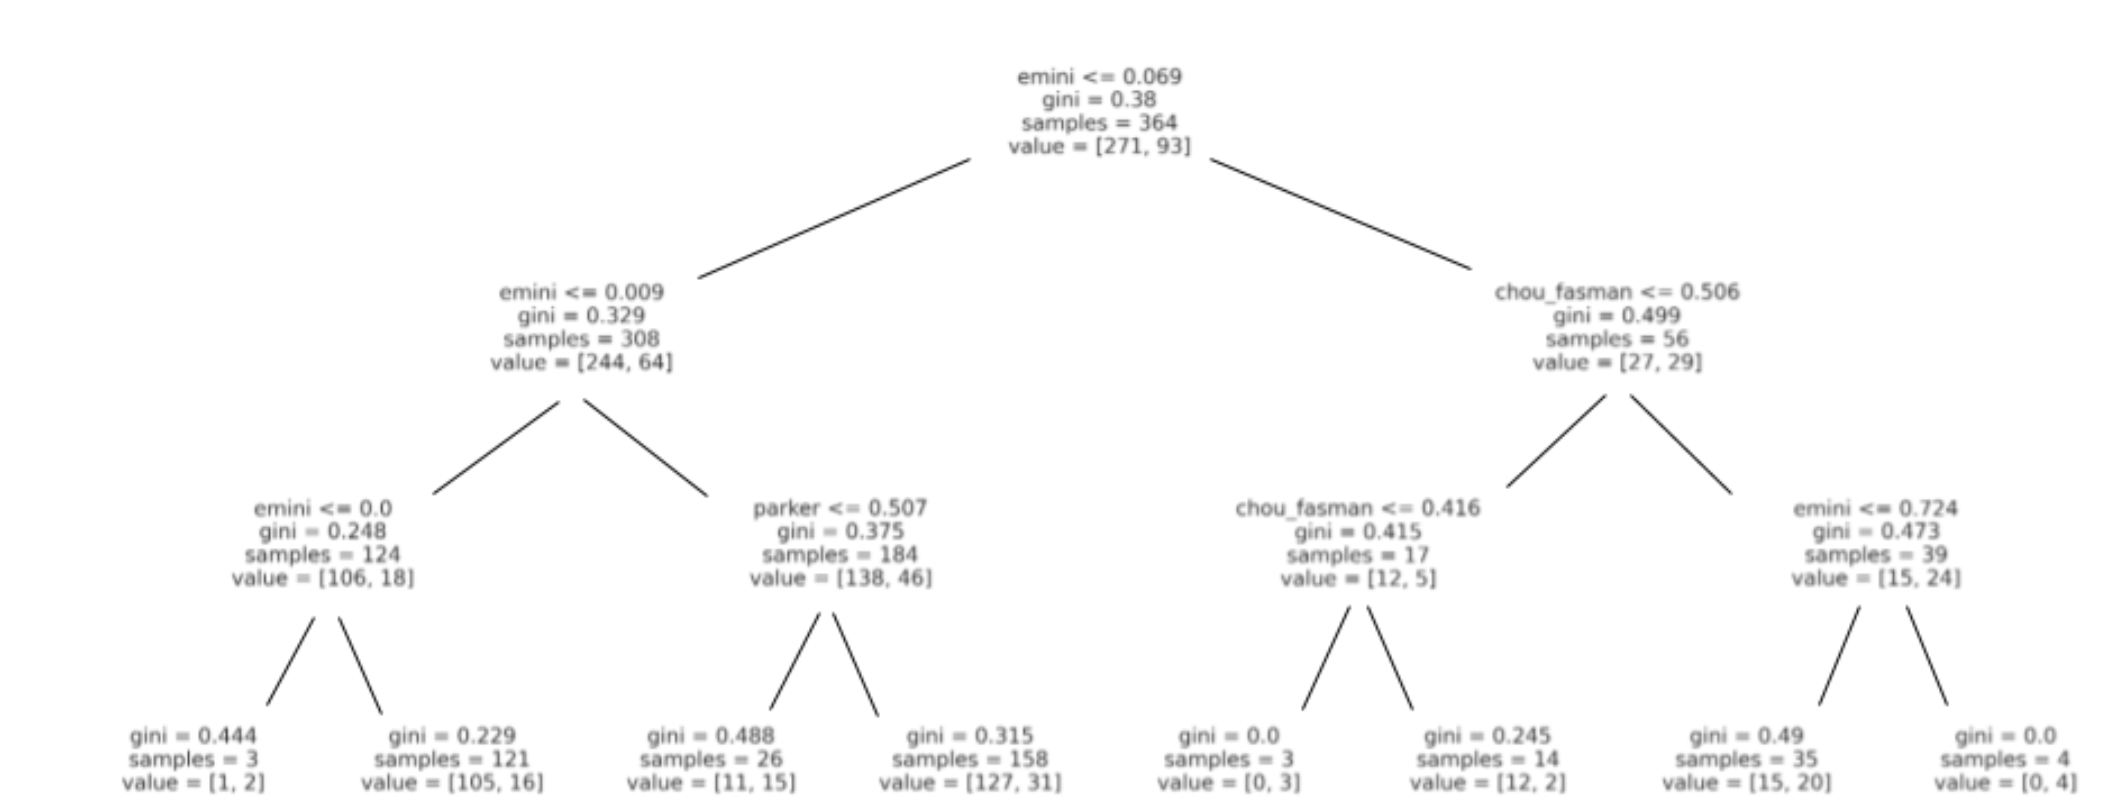 emini <= 0.069
gini = 0.38
samples = 364
value = [271, 93]
emini <= 0.009
gini = 0.329
samples = 308
value = [244, 64]
chou_fasman <= 0.506
gini = 0.499
samples = 56
value = [27, 29]
emini <= 0.0
gini = 0.248
samples = 124
value = [106, 18]
parker <= 0.507
gini = 0.375
samples = 184
value = [138, 46]
chou_fasman <= 0.416
gini = 0.415
samples = 17
value = [12, 5]
emini <= 0.724
gini = 0.473
samples = 39
value = [15, 24]
gini = 0.444
samples = 3
value = [1, 2]
gini = 0.229
samples = 121
value = [105, 16]
gini = 0.488
samples = 26
value = [11, 15]
gini = 0.315
samples = 158
value = [127, 31]
gini = 0.0
samples = 3
value = [0, 3]
gini = 0.245
samples = 14
value = [12, 2]
gini = 0.49
samples = 35
value = [15, 20]
gini = 0.0
samples = 4
value = [0, 4]